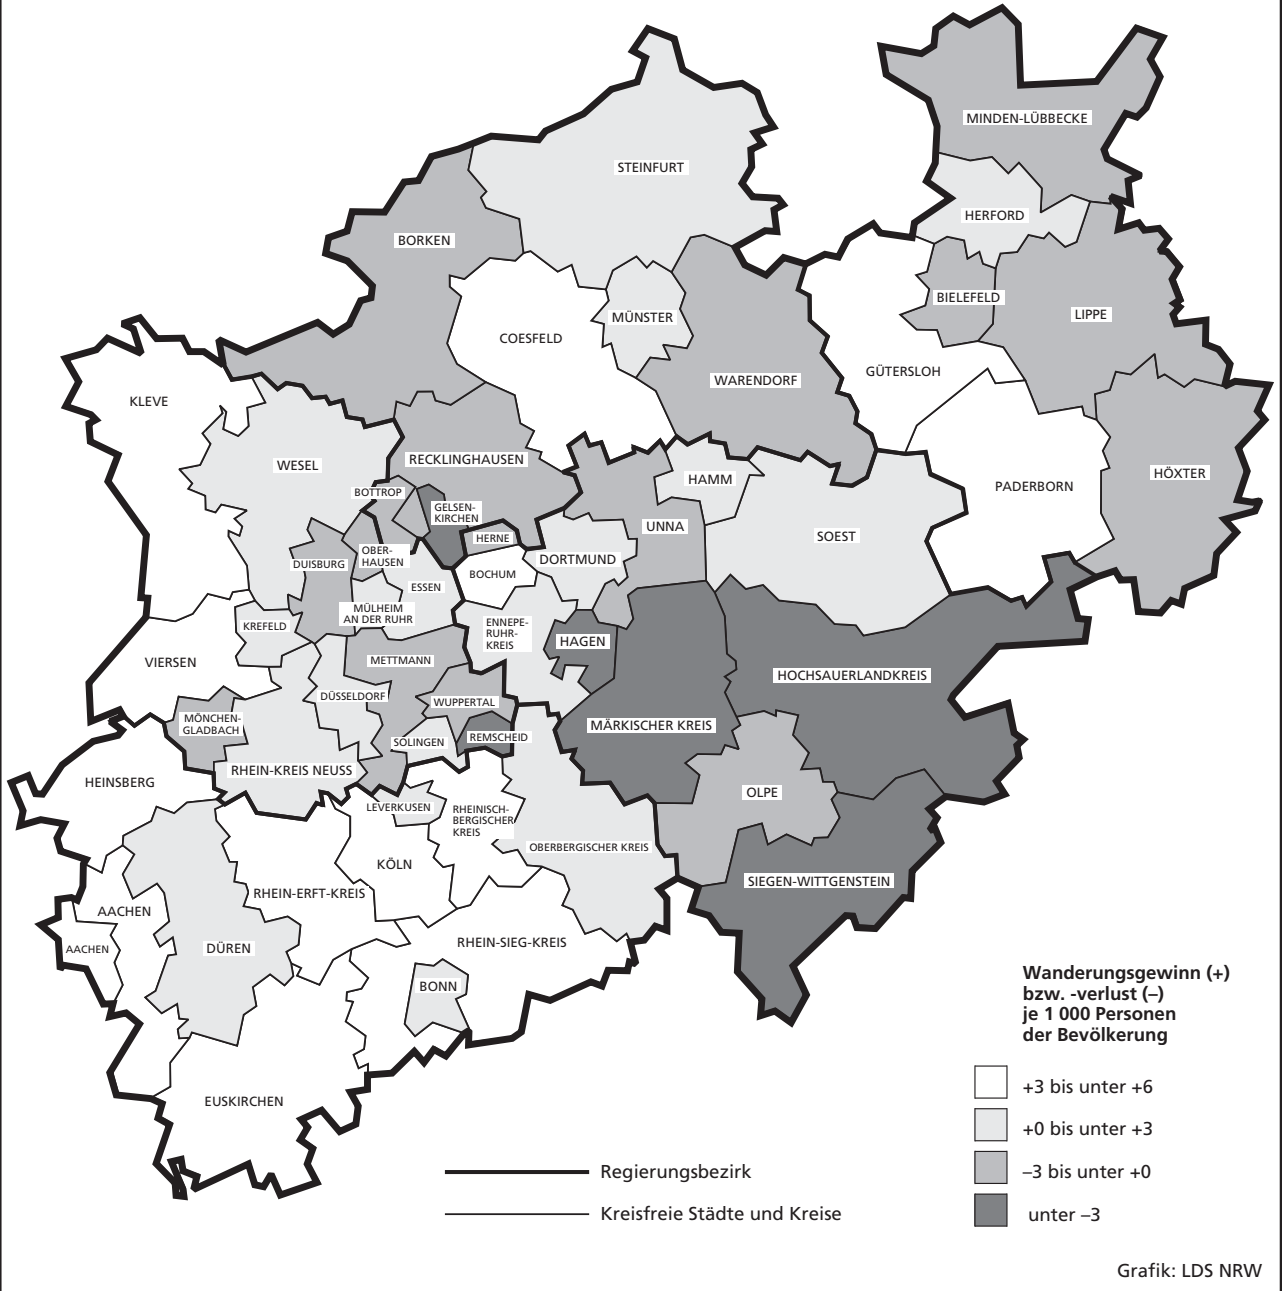 MINDEN-LÜBBECKE
STEINFURT
HERFORD
BORKEN
BIELEFELD
LIPPE
MÜNSTER
COESFELD
GÜTERSLOH
WARENDORF
KLEVE
RECKLINGHAUSEN
WESEL
HÖXTER
HAMM
PADERBORN
BOTTROP
GELSEN-
KIRCHEN
UNNA
SOEST
HERNE
OBER-
HAUSEN
DUISBURG
DORTMUND
BOCHUM
ESSEN
MÜLHEIM
AN DER RUHR
KREFELD
ENNEPE-
RUHR-
KREIS
HAGEN
VIERSEN
METTMANN
HOCHSAUERLANDKREIS
DÜSSELDORF
WUPPERTAL
MÖNCHEN-
GLADBACH
MÄRKISCHER KREIS
SOLINGEN
REMSCHEID
RHEIN-KREIS NEUSS
HEINSBERG
OLPE
LEVERKUSEN
RHEINISCH-
BERGISCHER
KREIS
OBERBERGISCHER KREIS
KÖLN
SIEGEN-WITTGENSTEIN
RHEIN-ERFT-KREIS
AACHEN
RHEIN-SIEG-KREIS
AACHEN
DÜREN
BONN
EUSKIRCHEN
Wanderungsgewinn (+)
bzw. -verlust (–)
je 1 000 Personen
der Bevölkerung
+3 bis unter +6
+0 bis unter +3
–3 bis unter +0
unter –3
Regierungsbezirk
Kreisfreie Städte und Kreise
Grafik: LDS NRW